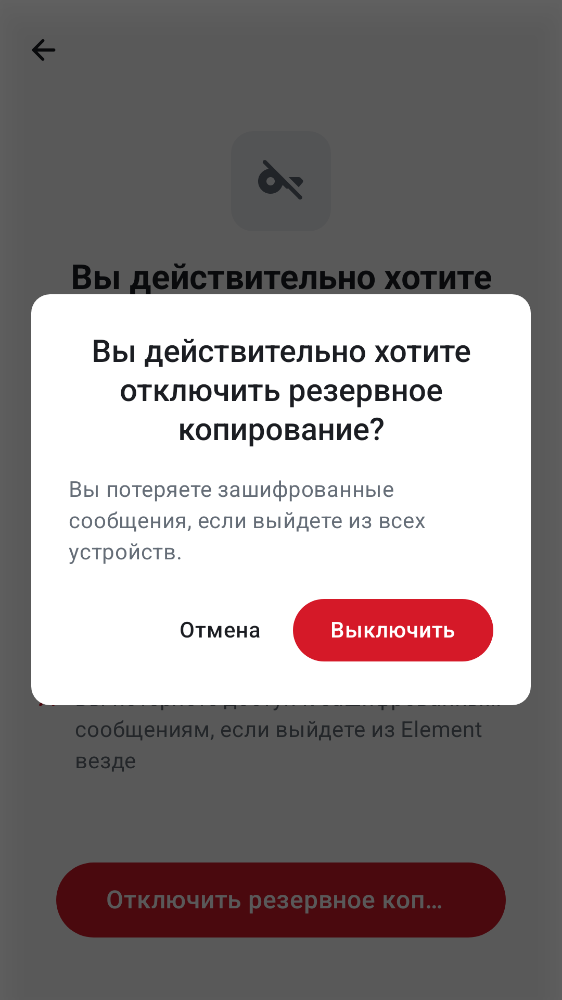 Вы действительно хотите
Вы действительно хотите
отключить резервное
копирование?
Вы потеряете зашифрованные
сообщения, если выйдете из всех
устройств.
Отмена
Выключить
сообщениям, если выйдете из Element
везде
Отключить резервное коп…